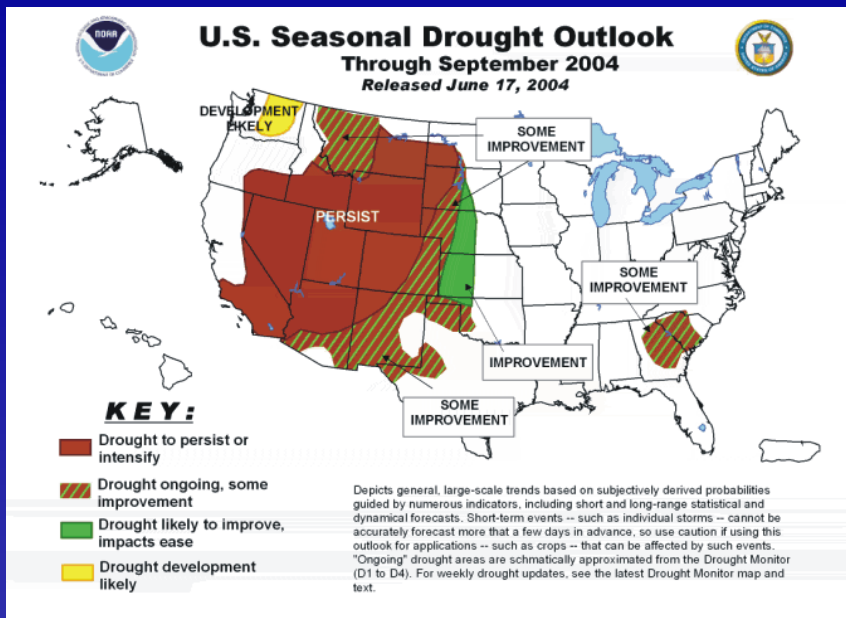 NOAA
U.S. Seasonal Drought Outlook
Through September 2004
Released June 17, 2004
DEVELOPMENT
LIKELY
SOME
IMPROVEMENT
PERSIST
SOME
IMPROVEMENT
IMPROVEMENT
SOME
IMPROVEMENT
KEY:
Drought to persist or
intensify
Drought ongoing, some
improvement
Drought likely to improve,
impacts ease
Drought development
likely
Depicts general, large-scale trends based on subjectively derived probabilities
guided by numerous indicators, including short and long-range statistical and
dynamical forecasts. Short-term events -- such as individual storms -- cannot be
accurately forecast more that a few days in advance, so use caution if using this
outlook for applications -- such as crops -- that can be affected by such events.
"Ongoing" drought areas are schmatically approximated from the Drought Monitor
(D1 to D4). For weekly drought updates, see the latest Drought Monitor map and
text.